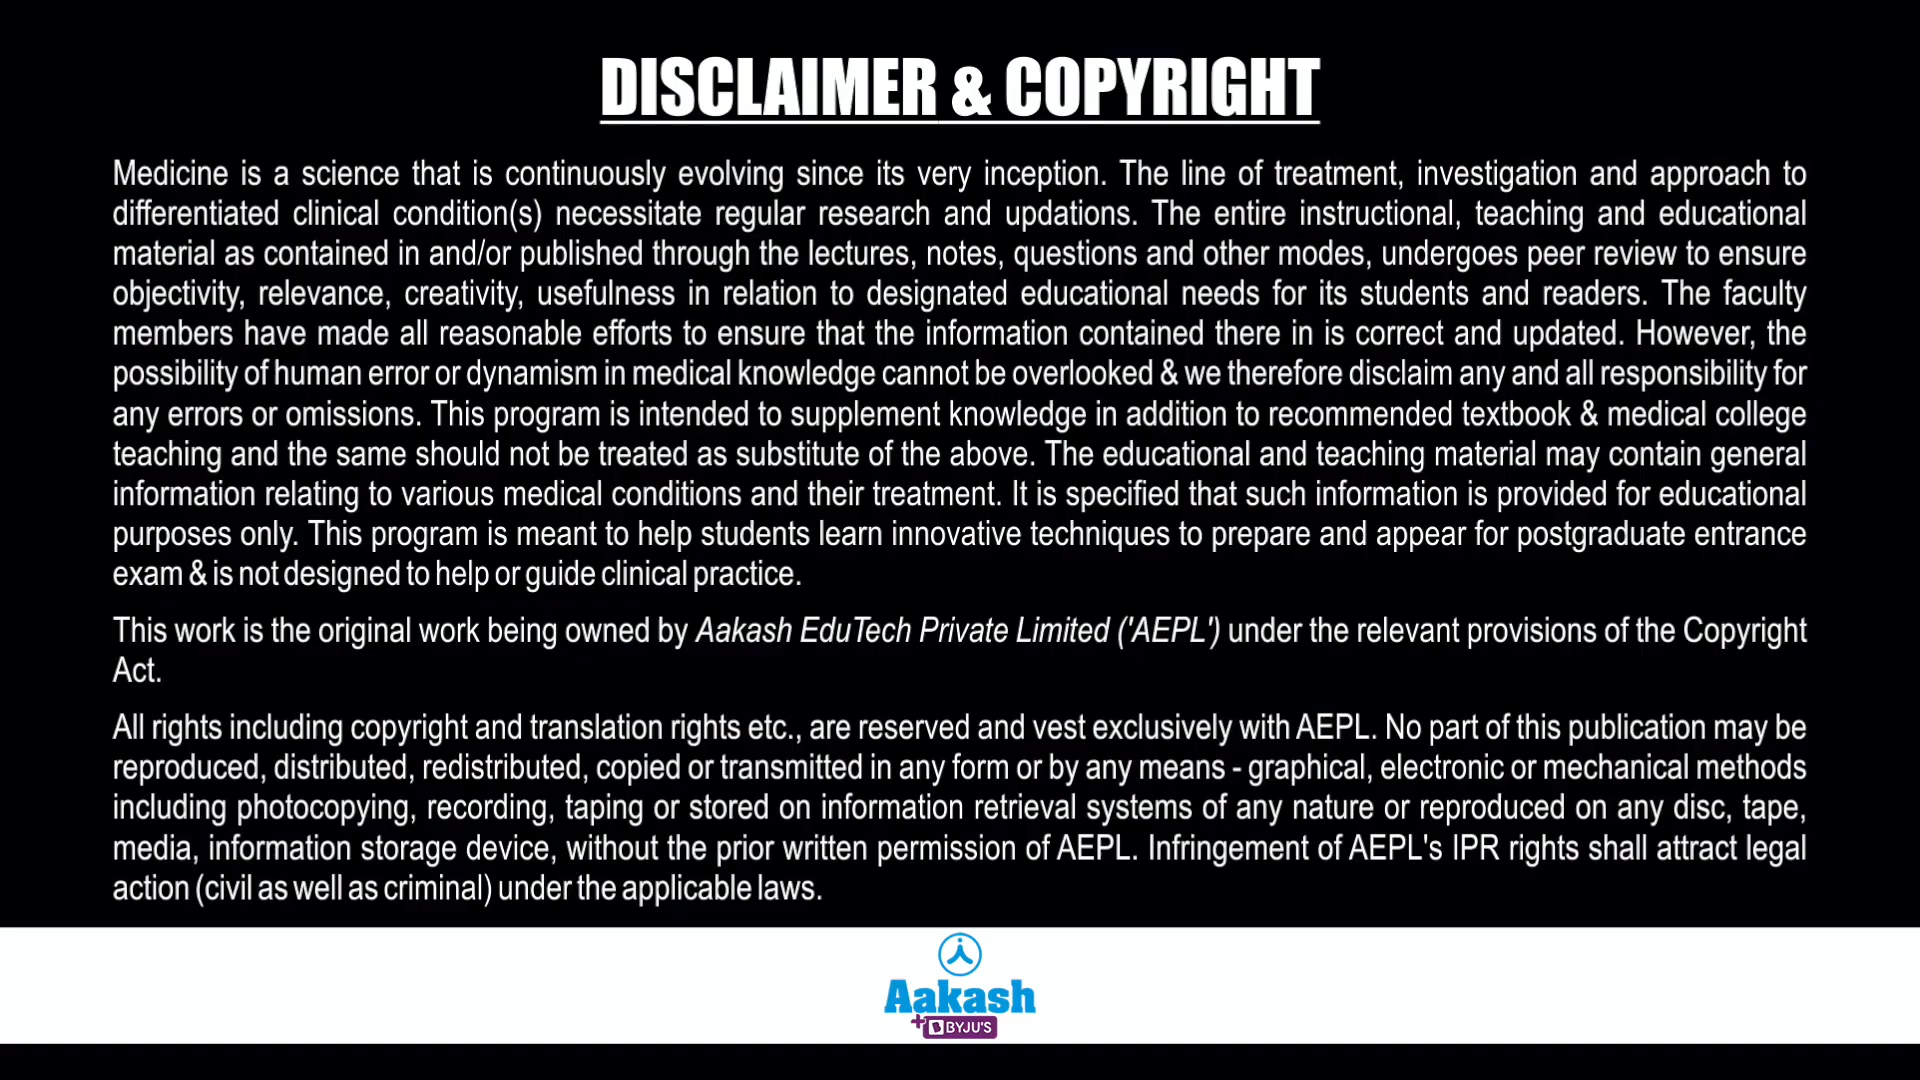 DISCLAIMER & COPYRIGHT
Medicine is a science that is continuously evolving since its very inception. The line of treatment, investigation and approach to
differentiated clinical condition(s) necessitate regular research and updations. The entire instructional, teaching and educational
material as contained in and/or published through the lectures, notes, questions and other modes, undergoes peer review to ensure
objectivity, relevance, creativity, usefulness in relation to designated educational needs for its students and readers. The faculty
members have made all reasonable efforts to ensure that the information contained there in is correct and updated. However, the
possibility of human error or dynamism in medical knowledge cannot be overlooked & we therefore disclaim any and all responsibility for
any errors or omissions. This program is intended to supplement knowledge in addition to recommended textbook & medical college
teaching and the same should not be treated as substitute of the above. The educational and teaching material may contain general
information relating to various medical conditions and their treatment. It is specified that such information is provided for educational
purposes only. This program is meant to help students learn innovative techniques to prepare and appear for postgraduate entrance
exam & is not designed to help or guide clinical practice.
This work is the original work being owned by Aakash EduTech Private Limited ('AEPL') under the relevant provisions of the Copyright
Act.
All rights including copyright and translation rights etc., are reserved and vest exclusively with AEPL. No part of this publication may be
reproduced, distributed, redistributed, copied or transmitted in any form or by any means - graphical, electronic or mechanical methods
including photocopying, recording, taping or stored on information retrieval systems of any nature or reproduced on any disc, tape,
media, information storage device, without the prior written permission of AEPL. Infringement of AEPL's IPR rights shall attract legal
action (civil as well as criminal) under the applicable laws.
Aakash
+ BYJU'S